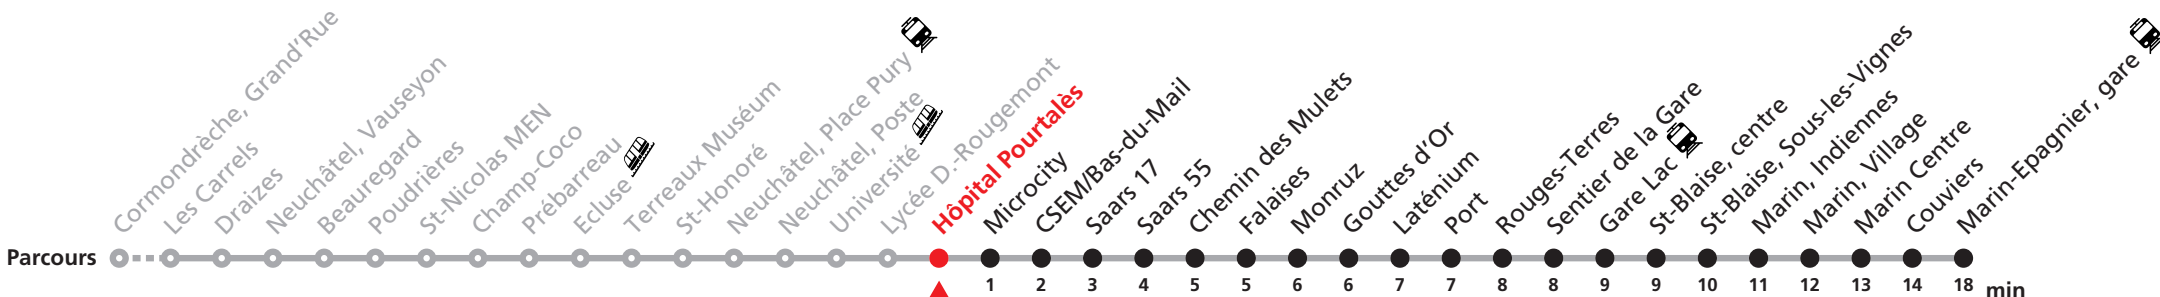 Cormondrèche, Grand'Rue
Les Carrels
Draizes
Neuchâtel, Vauseyon
Beauregard
Poudrières
St-Nicolas MEN
Champ-Coco
Prébarreau
Ecluse
Terreaux Muséum
St-Honoré
Neuchâtel, Place Pury
Neuchâtel, Poste
Université
Lycée D.-Rougemont
Hôpital Pourtalès
Microcity
CSEM/Bas-du-Mail
Saars 17
Saars 55
Chemin des Mulets
Falaises
Monruz
Gouttes d'Or
Laténium
Port
Rouges-Terres
Sentier de la Gare
Gare Lac
St-Blaise, centre
St-Blaise, Sous-les-Vignes
Marin, Indiennes
Marin, Village
Marin Centre
Couviers
Marin-Epagnier, gare
Parcours
1 2 3 4 5 5 6 6 7 7 8 8 9 9 10 11 12 13 14 18 min